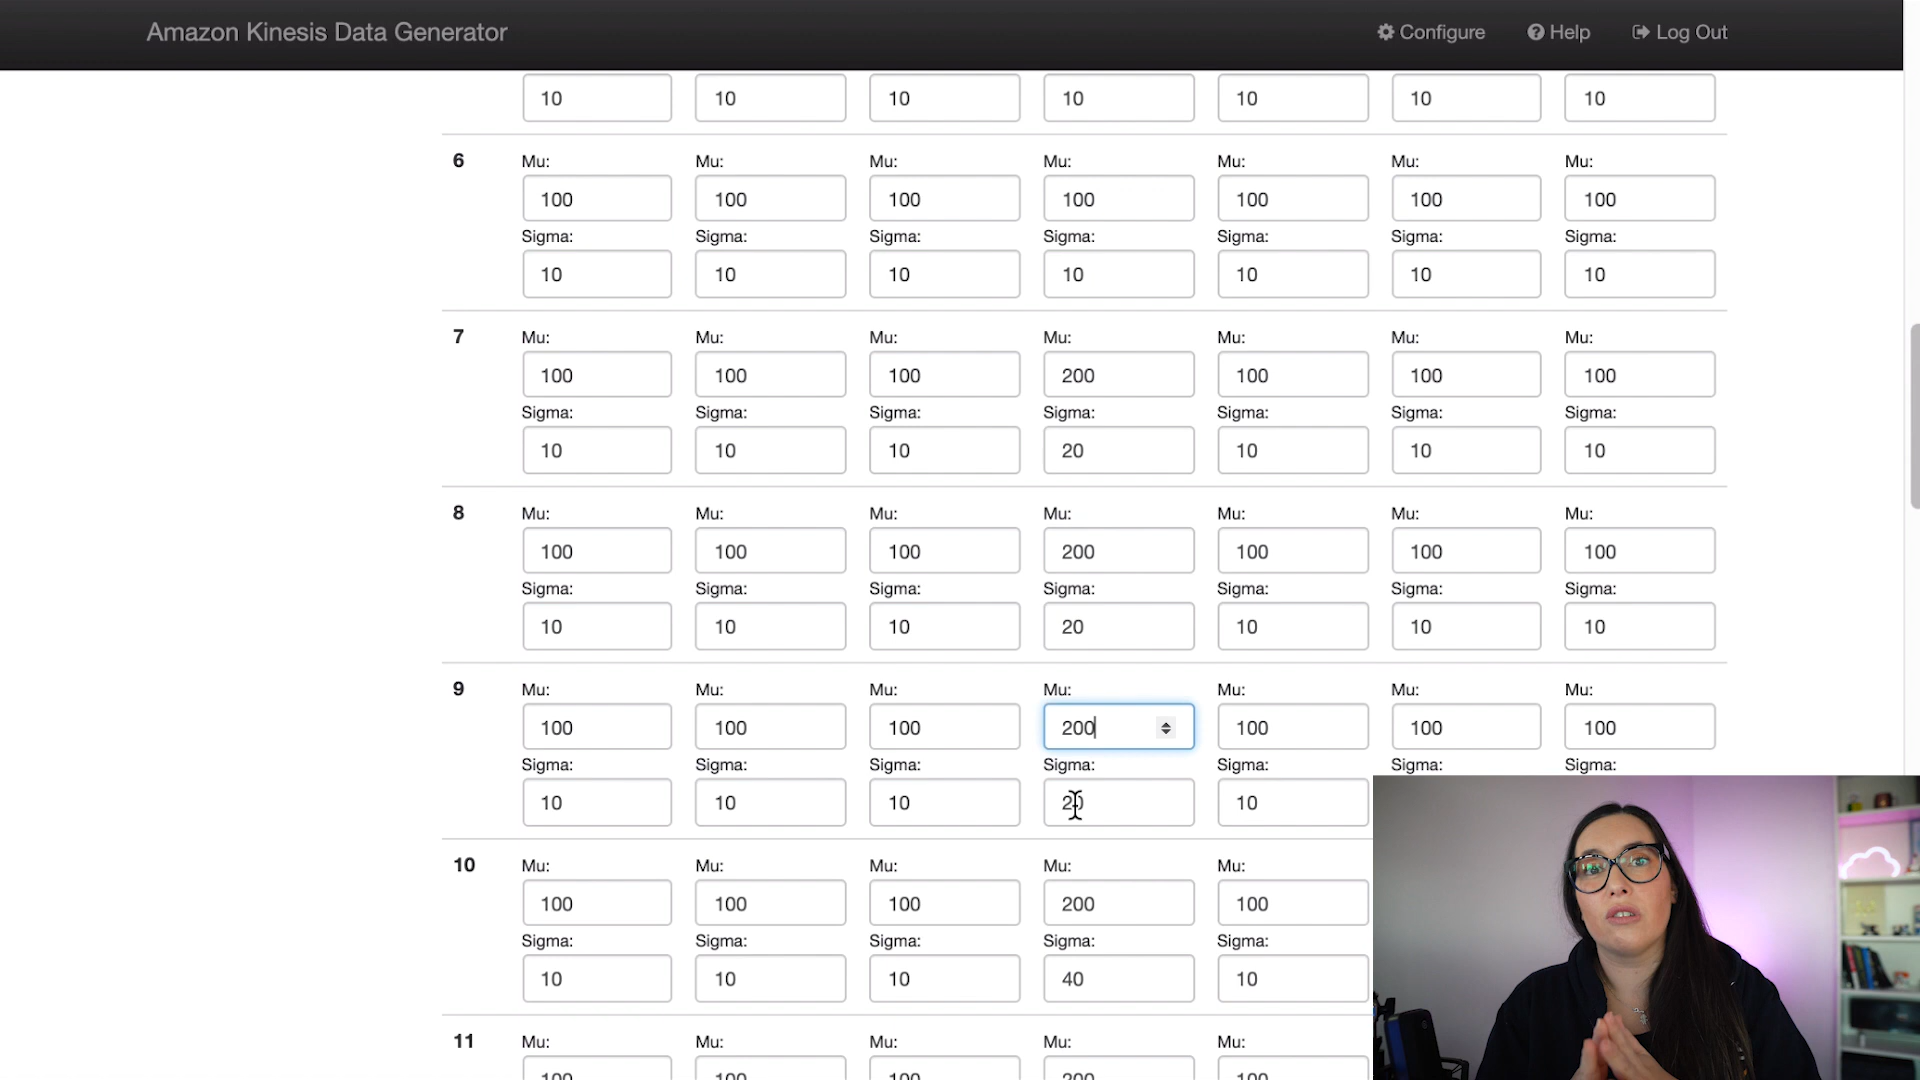 Amazon Kinesis Data Generator Configure Help Log Out
10 10 10 10 10 10 10
6 Mu: Mu: Mu: Mu: Mu: Mu: Mu:
100 100 100 100 100 100 100
Sigma: Sigma: Sigma: Sigma: Sigma: Sigma: Sigma:
10 10 10 10 10 10 10
7 Mu: Mu: Mu: Mu: Mu: Mu: Mu:
100 100 100 200 100 100 100
Sigma: Sigma: Sigma: Sigma: Sigma: Sigma: Sigma:
10 10 10 20 10 10 10
8 Mu: Mu: Mu: Mu: Mu: Mu: Mu:
100 100 100 200 100 100 100
Sigma: Sigma: Sigma: Sigma: Sigma: Sigma: Sigma:
10 10 10 20 10 10 10
9 Mu: Mu: Mu: Mu: Mu: Mu: Mu:
100 100 100 200 100 100 100
Sigma: Sigma: Sigma: Sigma: Sigma: Sigma: Sigma:
10 10 10 20 10
10 Mu: Mu: Mu: Mu: Mu:
100 100 100 200 100
Sigma: Sigma: Sigma: Sigma: Sigma:
10 10 10 40 10
11 Mu: Mu: Mu: Mu: Mu:
100 100 100 200 100